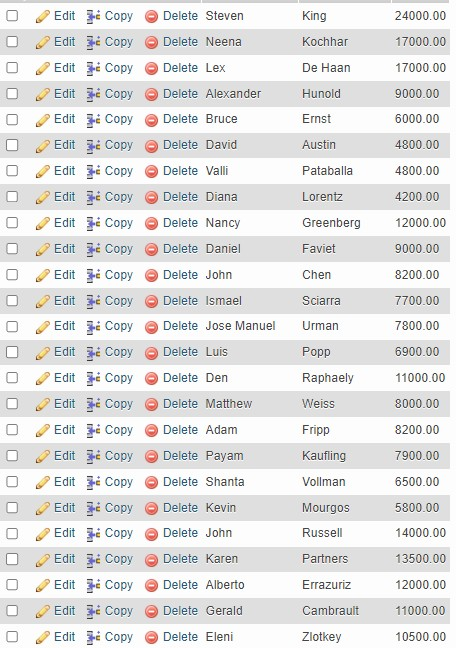 Edit Copy Delete Steven King 24000.00
Edit Copy Delete Neena Kochhar 17000.00
Edit Copy Delete Lex De Haan 17000.00
Edit Copy Delete Alexander Hunold 9000.00
Edit Copy Delete Bruce Ernst 6000.00
Edit Copy Delete David Austin 4800.00
Edit Copy Delete Valli Pataballa 4800.00
Edit Copy Delete Diana Lorentz 4200.00
Edit Copy Delete Nancy Greenberg 12000.00
Edit Copy Delete Daniel Faviet 9000.00
Edit Copy Delete John Chen 8200.00
Edit Copy Delete Ismael Sciarra 7700.00
Edit Copy Delete Jose Manuel Urman 7800.00
Edit Copy Delete Luis Popp 6900.00
Edit Copy Delete Den Raphaely 11000.00
Edit Copy Delete Matthew Weiss 8000.00
Edit Copy Delete Adam Fripp 8200.00
Edit Copy Delete Payam Kaufling 7900.00
Edit Copy Delete Shanta Vollman 6500.00
Edit Copy Delete Kevin Mourgos 5800.00
Edit Copy Delete John Russell 14000.00
Edit Copy Delete Karen Partners 13500.00
Edit Copy Delete Alberto Errazuriz 12000.00
Edit Copy Delete Gerald Cambrault 11000.00
Edit Copy Delete Eleni Zlotkey 10500.00